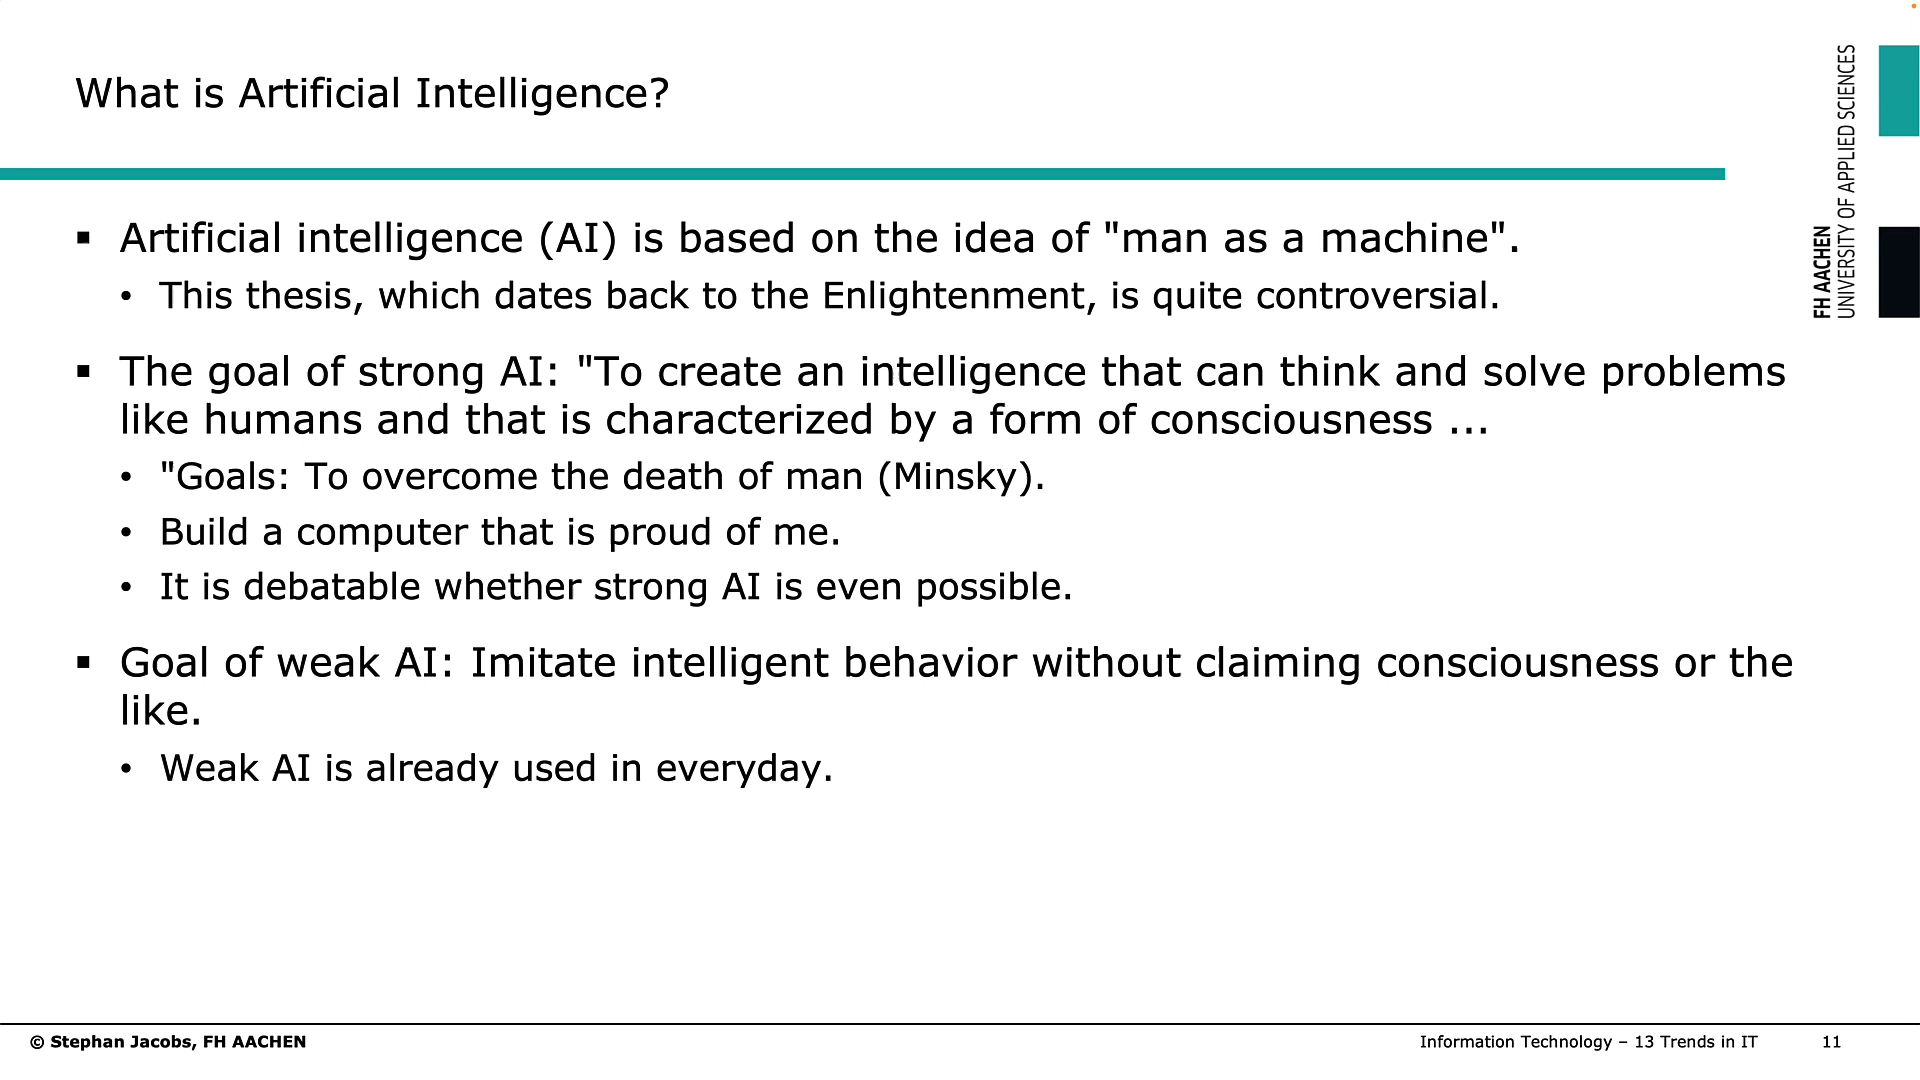 What is Artificial Intelligence?
▪ Artificial intelligence (AI) is based on the idea of "man as a machine".
• This thesis, which dates back to the Enlightenment, is quite controversial.
▪ The goal of strong AI: "To create an intelligence that can think and solve problems
like humans and that is characterized by a form of consciousness ...
• "Goals: To overcome the death of man (Minsky).
• Build a computer that is proud of me.
• It is debatable whether strong AI is even possible.
▪ Goal of weak AI: Imitate intelligent behavior without claiming consciousness or the
like.
• Weak AI is already used in everyday.
FH AACHEN
UNIVERSITY OF APPLIED SCIENCES
© Stephan Jacobs, FH AACHEN
Information Technology – 13 Trends in IT
11